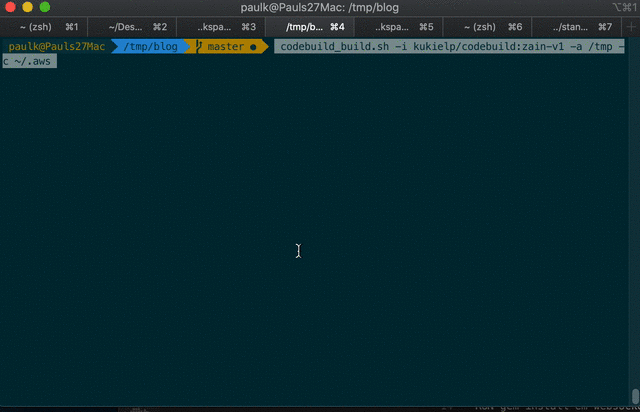 paulk@Pauls27Mac: /tmp/blog
⌥⌘1
~ (zsh) ⌘1 ~/Des... ⌘2 ..kspa... ⌘3 /tmp/b... ⌘4 ..kspa... ⌘5 ~ (zsh) ⌘6 ../stan... ⌘7 +
paulk@Pauls27Mac /tmp/blog master ● codebuild_build.sh -i kukielp/codebuild:zain-v1 -a /tmp -
c ~/.aws